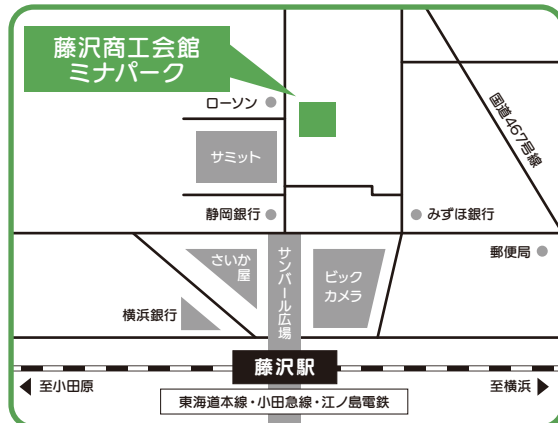 藤沢商工会館
ミナパーク
ローソン
国道467号線
サミット
静岡銀行
みずほ銀行
さいか
屋
サンパール広場
ビック
カメラ
郵便局
横浜銀行
藤沢駅
至小田原
至横浜
東海道本線・小田急線・江ノ島電鉄